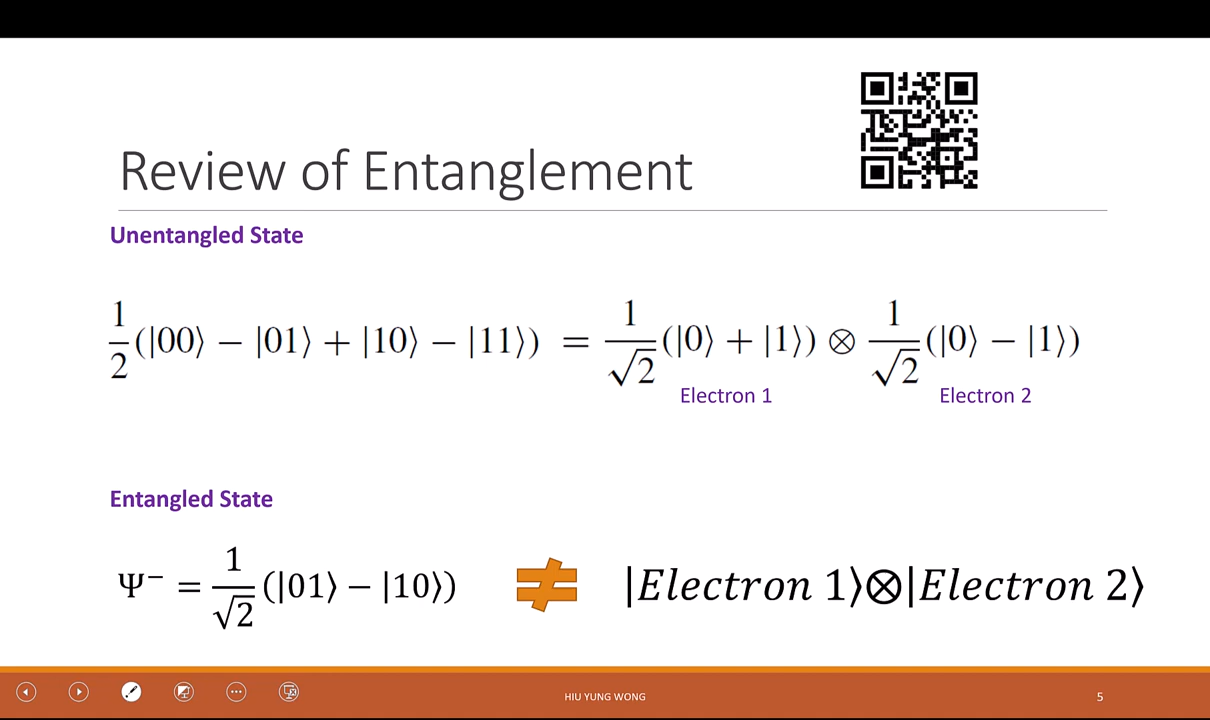 Review of Entanglement
Unentangled State
1/2(|00⟩ − |01⟩ + |10⟩ − |11⟩) = 1/√2(|0⟩ + |1⟩) ⊗ 1/√2(|0⟩ − |1⟩)
Electron 1 Electron 2
Entangled State
Ψ⁻ = 1/√2(|01⟩ − |10⟩) ≠ |Electron 1⟩⊗|Electron 2⟩
HIU YUNG WONG 5